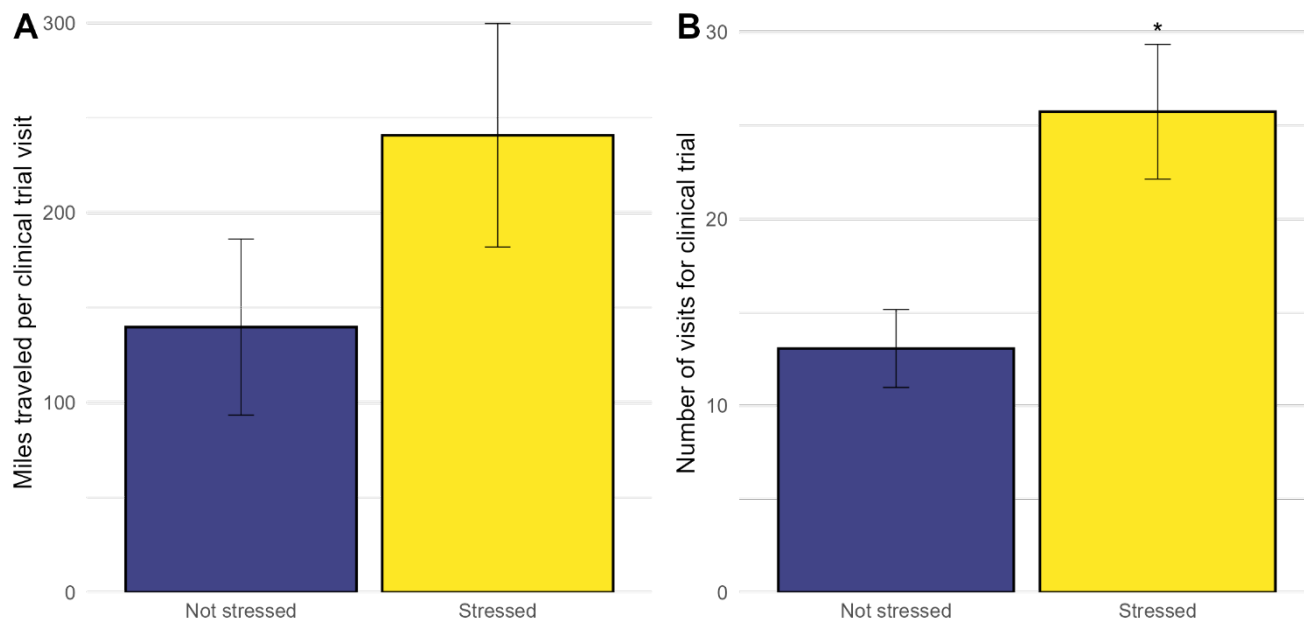 A
Miles traveled per clinical trial visit
300
200
100
0
Not stressed
Stressed
B
Number of visits for clinical trial
30
20
10
0
*
Not stressed
Stressed